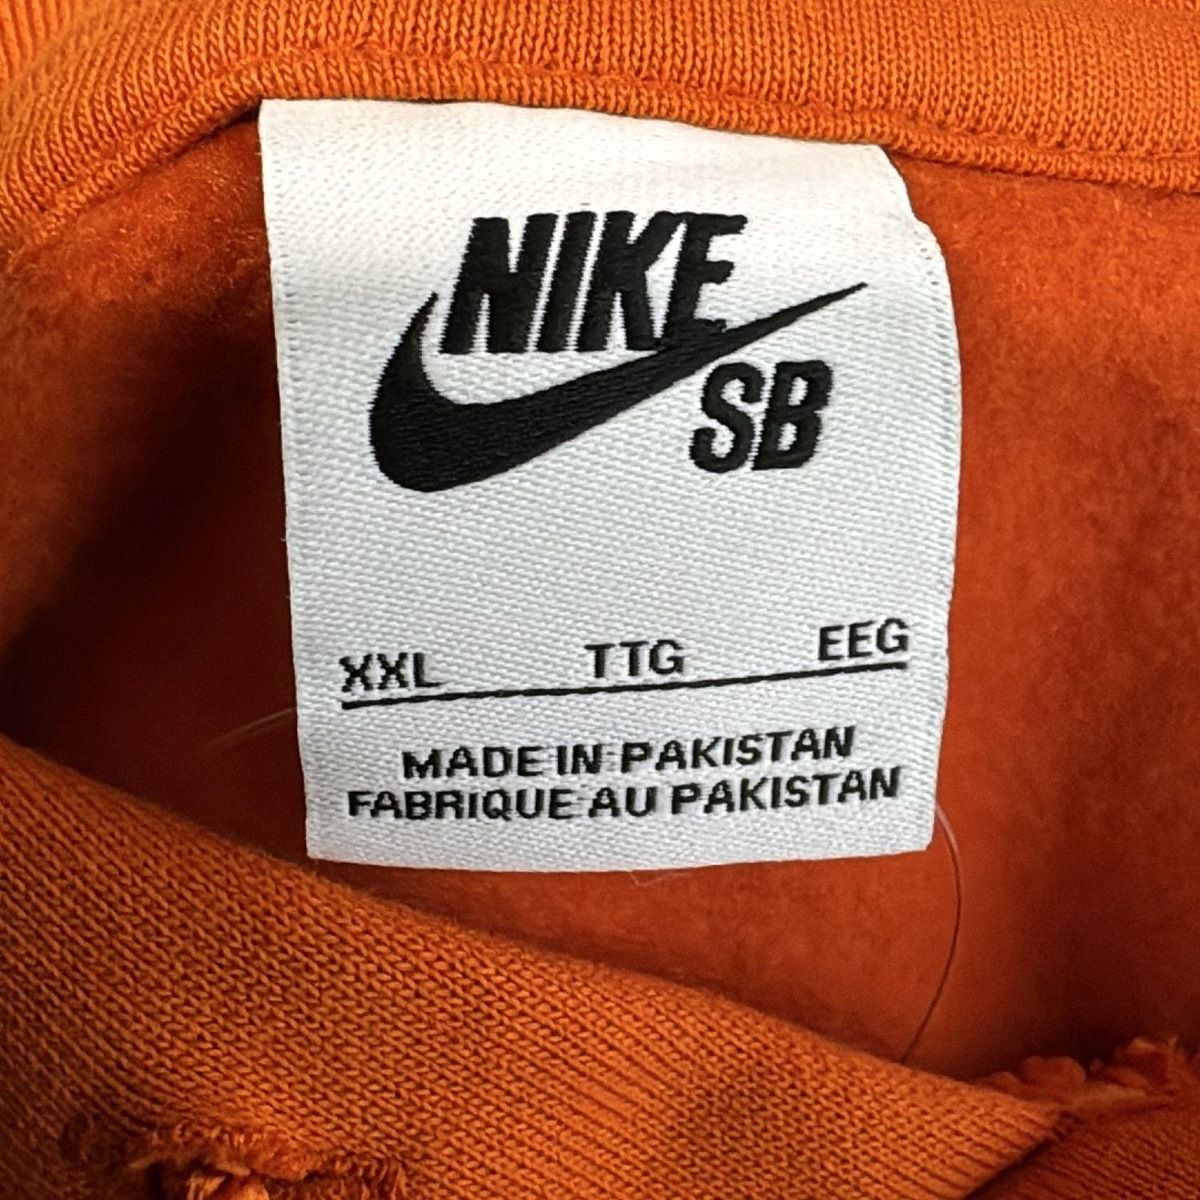 NIKE
SB
XXL TTG EEG
MADE IN PAKISTAN
FABRIQUE AU PAKISTAN